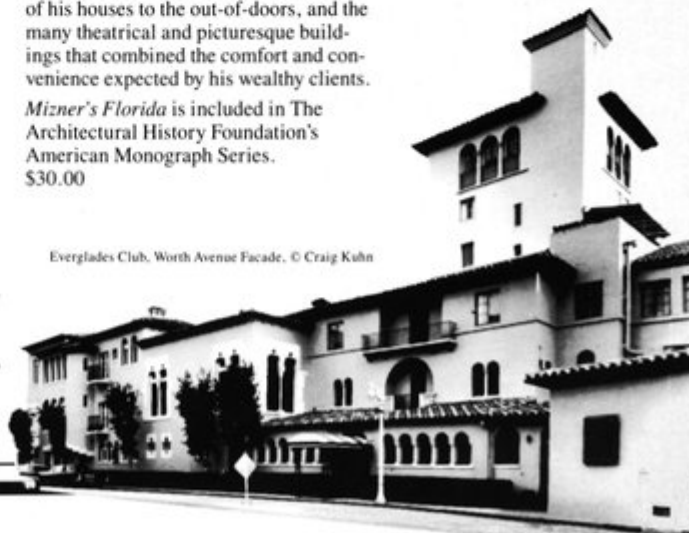 of his houses to the out-of-doors, and the
many theatrical and picturesque build-
ings that combined the comfort and con-
venience expected by his wealthy clients.
Mizner's Florida is included in The
Architectural History Foundation's
American Monograph Series.
$30.00
Everglades Club, Worth Avenue Facade, © Craig Kuhn